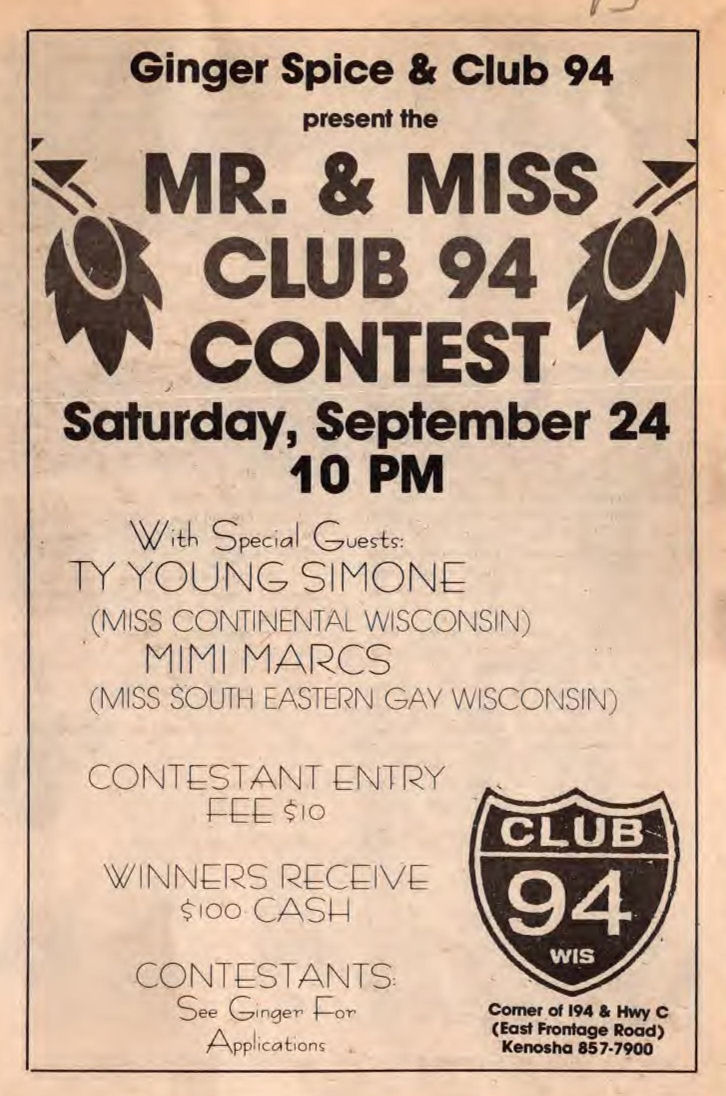 Ginger Spice & Club 94
present the
MR. & MISS
CLUB 94
CONTEST
Saturday, September 24
10 PM
With Special Guests:
TY YOUNG SIMONE
(MISS CONTINENTAL WISCONSIN)
MIMI MARCS
(MISS SOUTH EASTERN GAY WISCONSIN)
CONTESTANT ENTRY
FEE $10
WINNERS RECEIVE
$100 CASH
CONTESTANTS:
See Ginger For
Applications
CLUB
94
WIS
Corner of I94 & Hwy C
(East Frontage Road)
Kenosha 857-7900